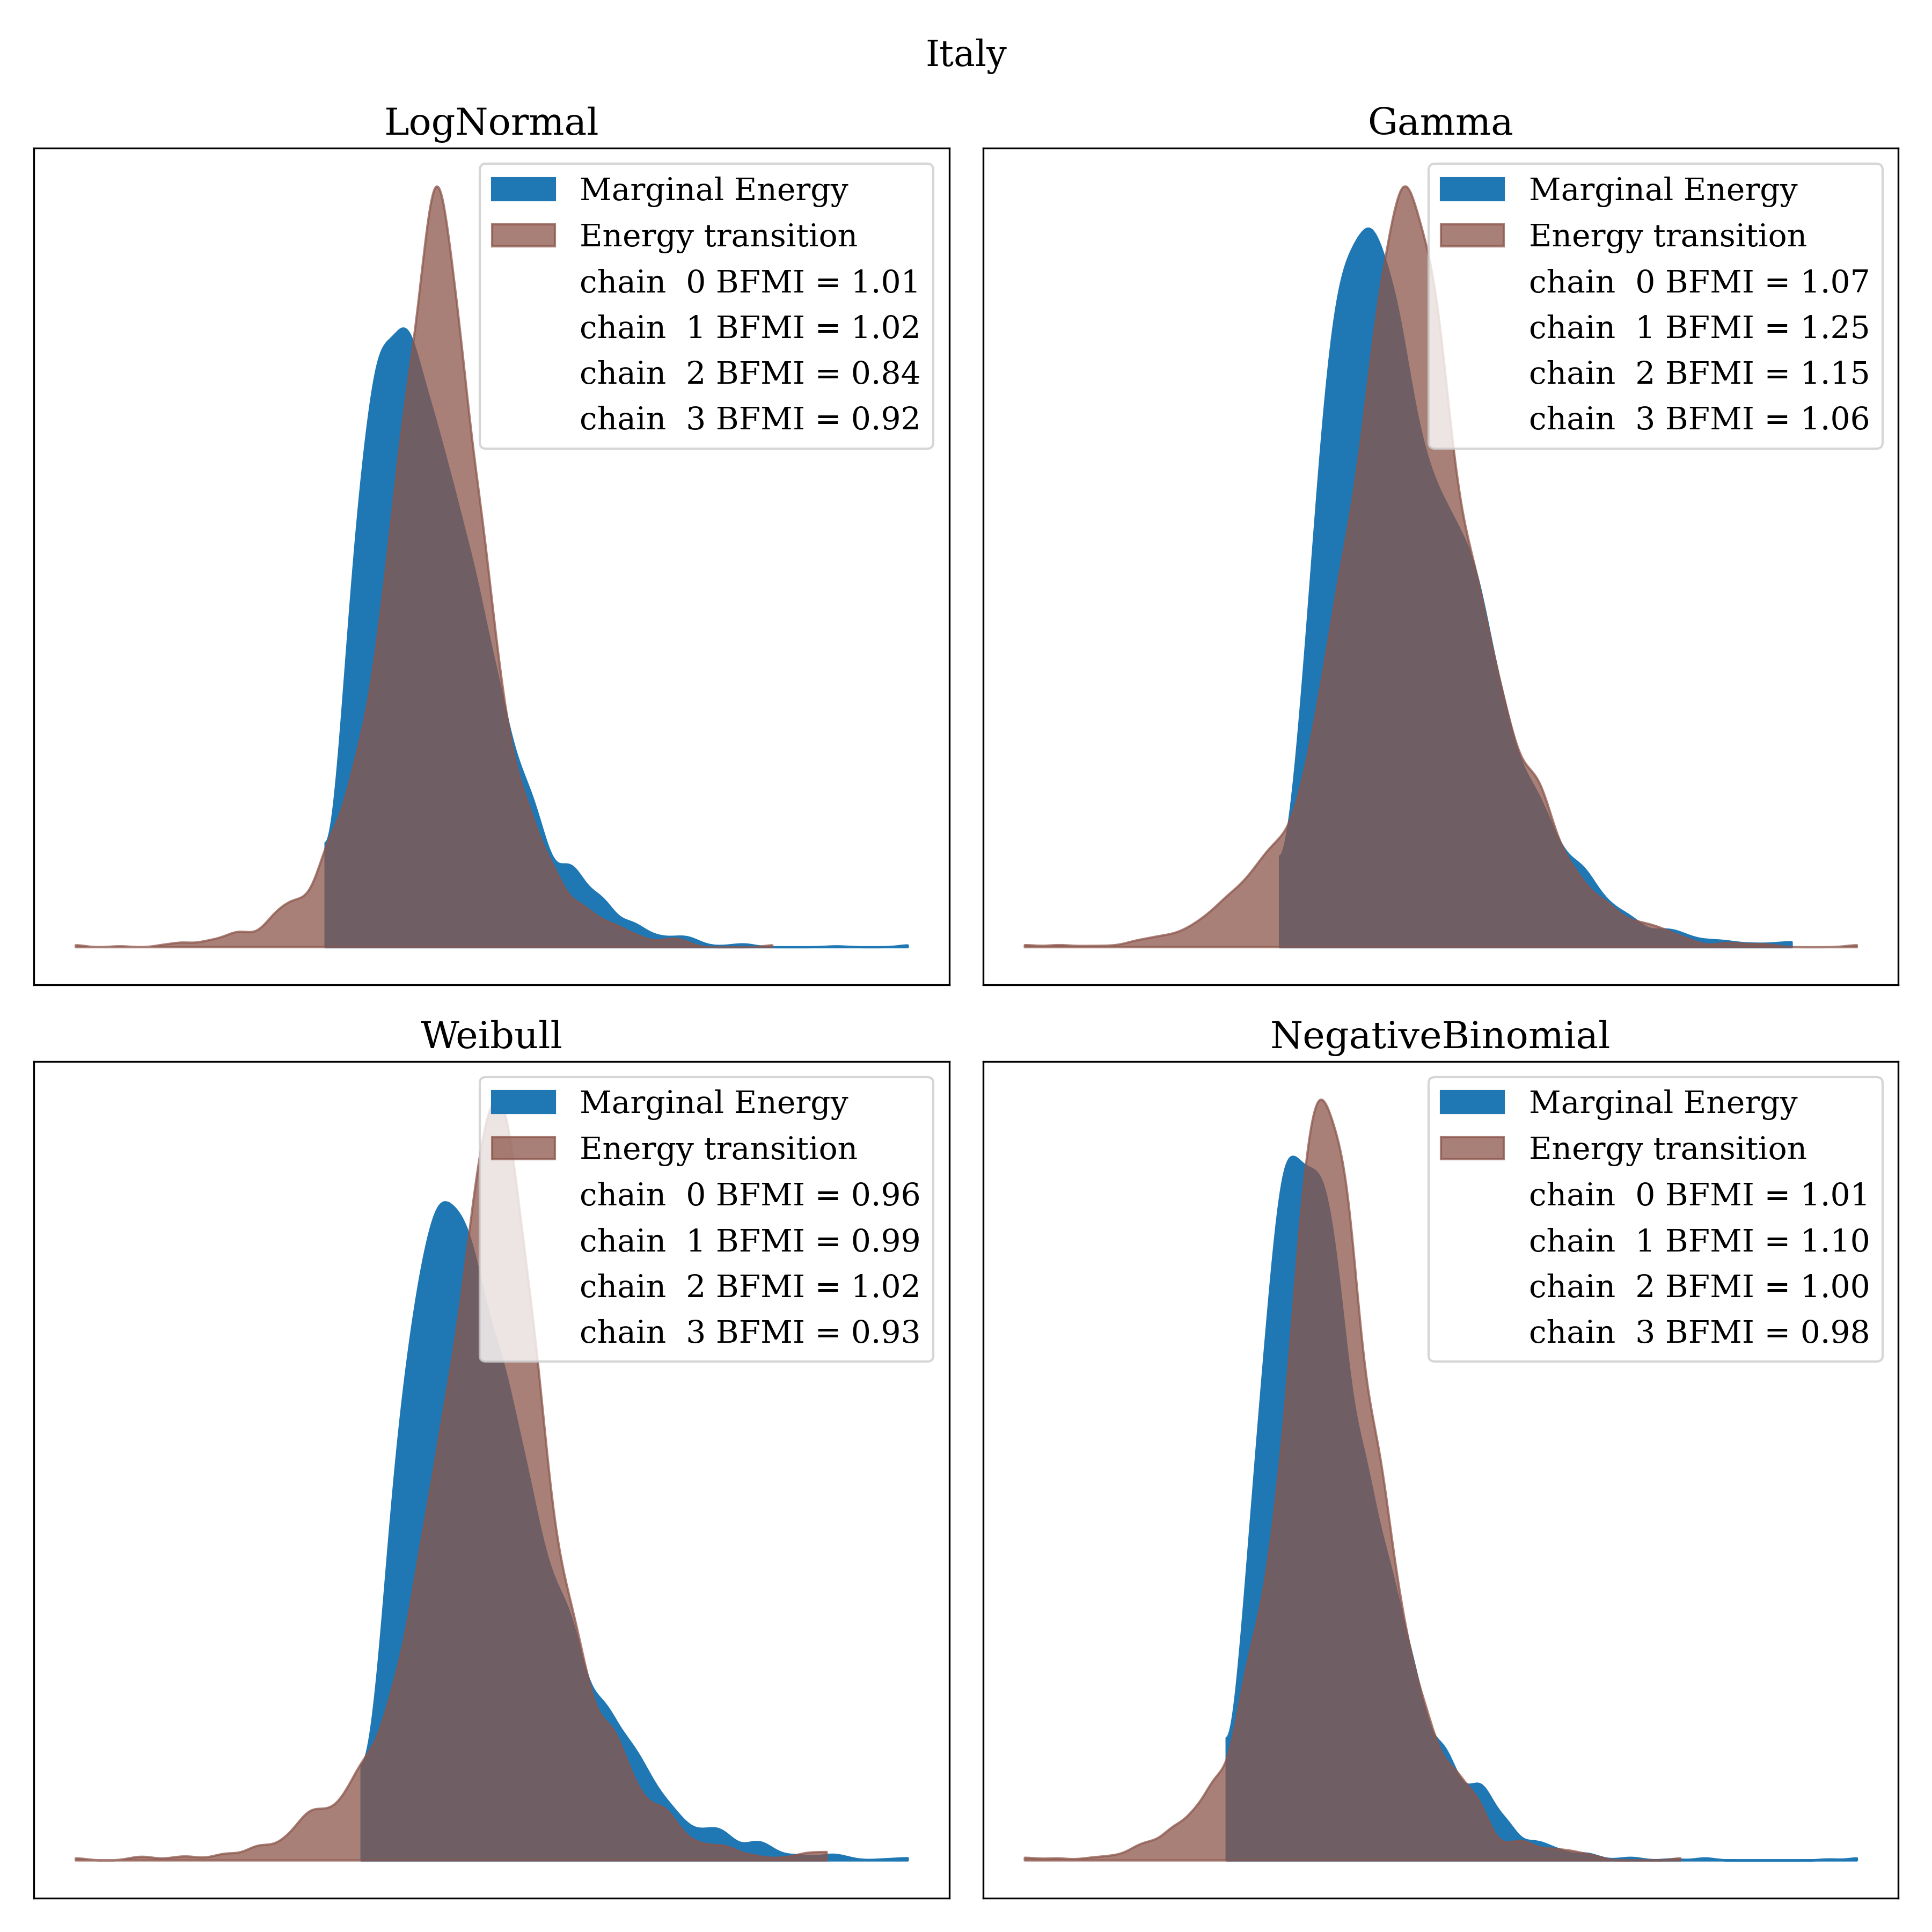 Italy
LogNormal
Marginal Energy
Energy transition
chain  0 BFMI = 1.01
chain  1 BFMI = 1.02
chain  2 BFMI = 0.84
chain  3 BFMI = 0.92
Gamma
Marginal Energy
Energy transition
chain  0 BFMI = 1.07
chain  1 BFMI = 1.25
chain  2 BFMI = 1.15
chain  3 BFMI = 1.06
Weibull
Marginal Energy
Energy transition
chain  0 BFMI = 0.96
chain  1 BFMI = 0.99
chain  2 BFMI = 1.02
chain  3 BFMI = 0.93
NegativeBinomial
Marginal Energy
Energy transition
chain  0 BFMI = 1.01
chain  1 BFMI = 1.10
chain  2 BFMI = 1.00
chain  3 BFMI = 0.98